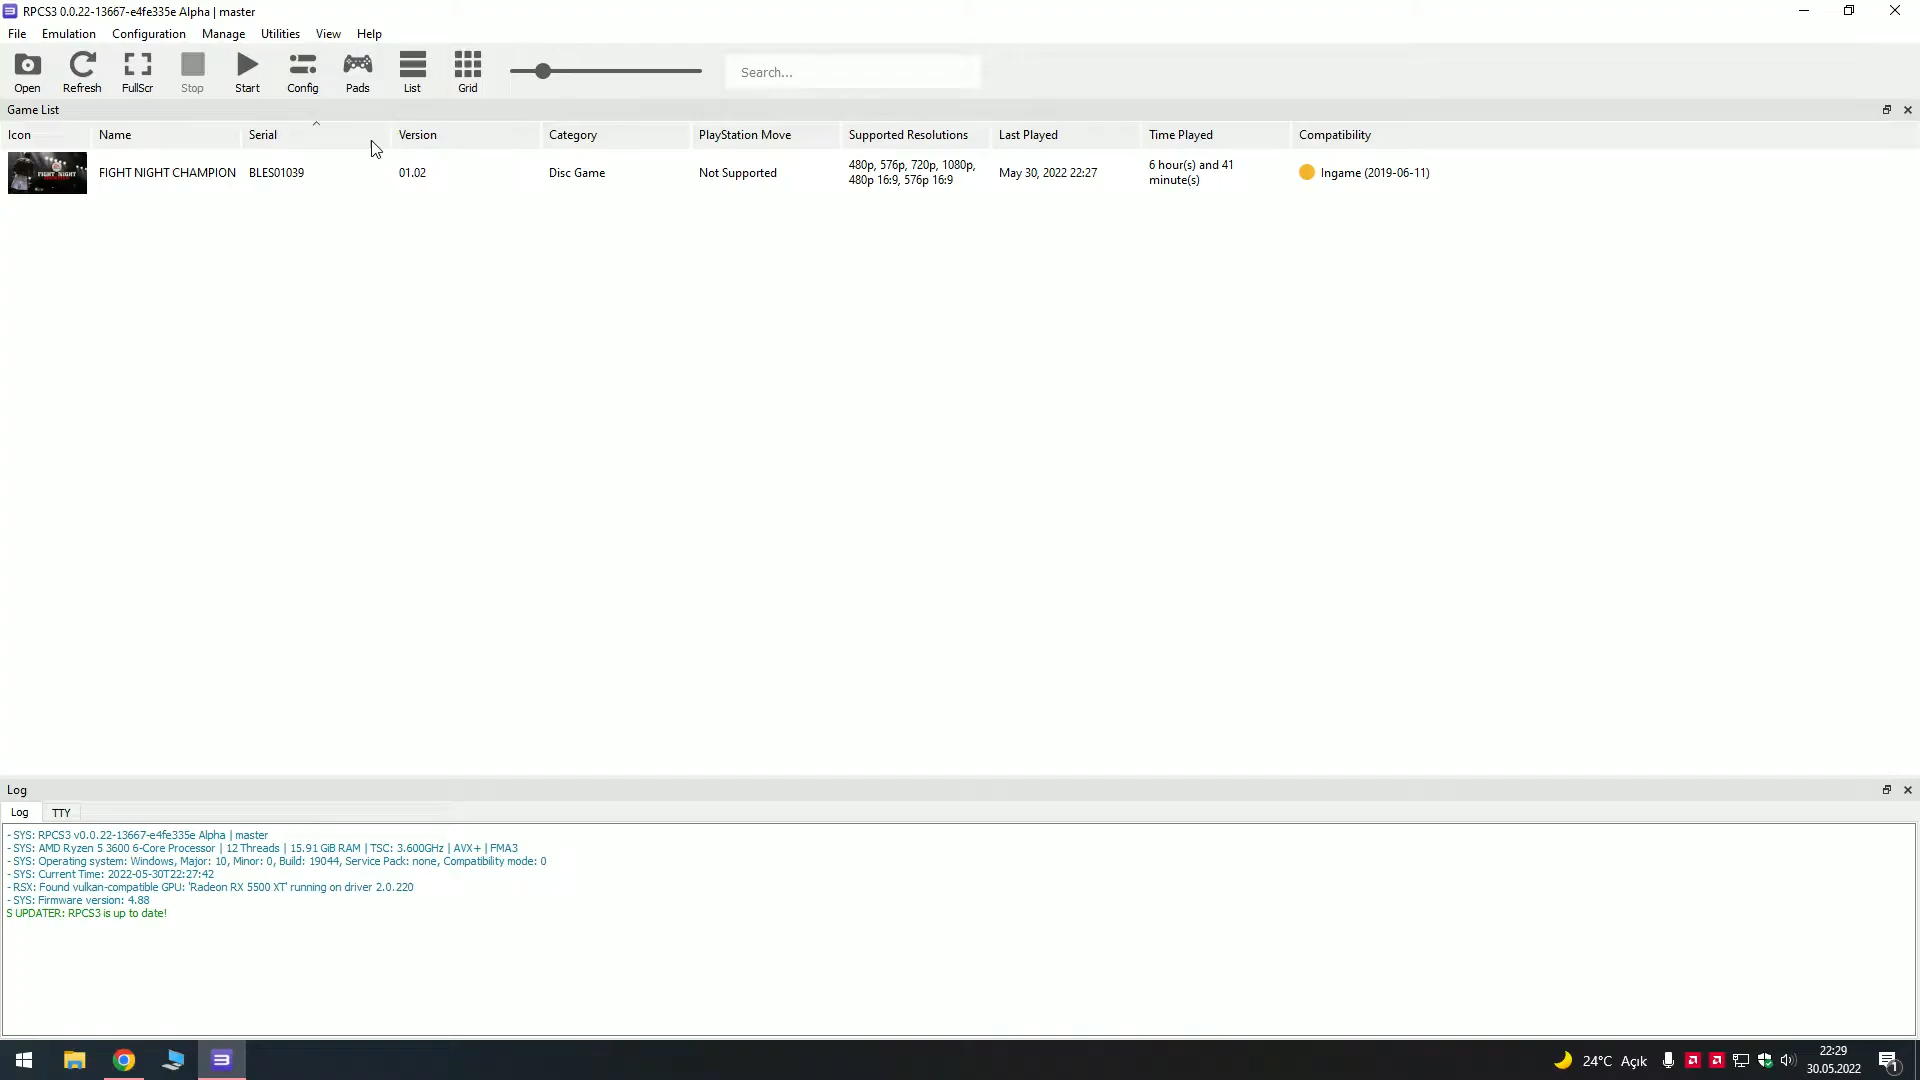 RPCS3 0.0.22-13667-e4fe335e Alpha | master
File Emulation Configuration Manage Utilities View Help
Open Refresh FullScr Stop Start Config Pads List Grid Search...
Game List
Icon Name Serial Version Category PlayStation Move Supported Resolutions Last Played Time Played Compatibility
FIGHT NIGHT CHAMPION BLES01039 01.02 Disc Game Not Supported 480p, 576p, 720p, 1080p, May 30, 2022 22:27 6 hour(s) and 41 Ingame (2019-06-11)
480p 16:9, 576p 16:9 minute(s)
FIGHT NIGHT
Log
Log TTY
- SYS: RPCS3 v0.0.22-13667-e4fe335e Alpha | master
- SYS: AMD Ryzen 5 3600 6-Core Processor | 12 Threads | 15.91 GiB RAM | TSC: 3.600GHz | AVX+ | FMA3
- SYS: Operating system: Windows, Major: 10, Minor: 0, Build: 19044, Service Pack: none, Compatibility mode: 0
- SYS: Current Time: 2022-05-30T22:27:42
- RSX: Found vulkan-compatible GPU: 'Radeon RX 5500 XT' running on driver 2.0.220
- SYS: Firmware version: 4.88
S UPDATER: RPCS3 is up to date!
24°C Açık
22:29
30.05.2022
1